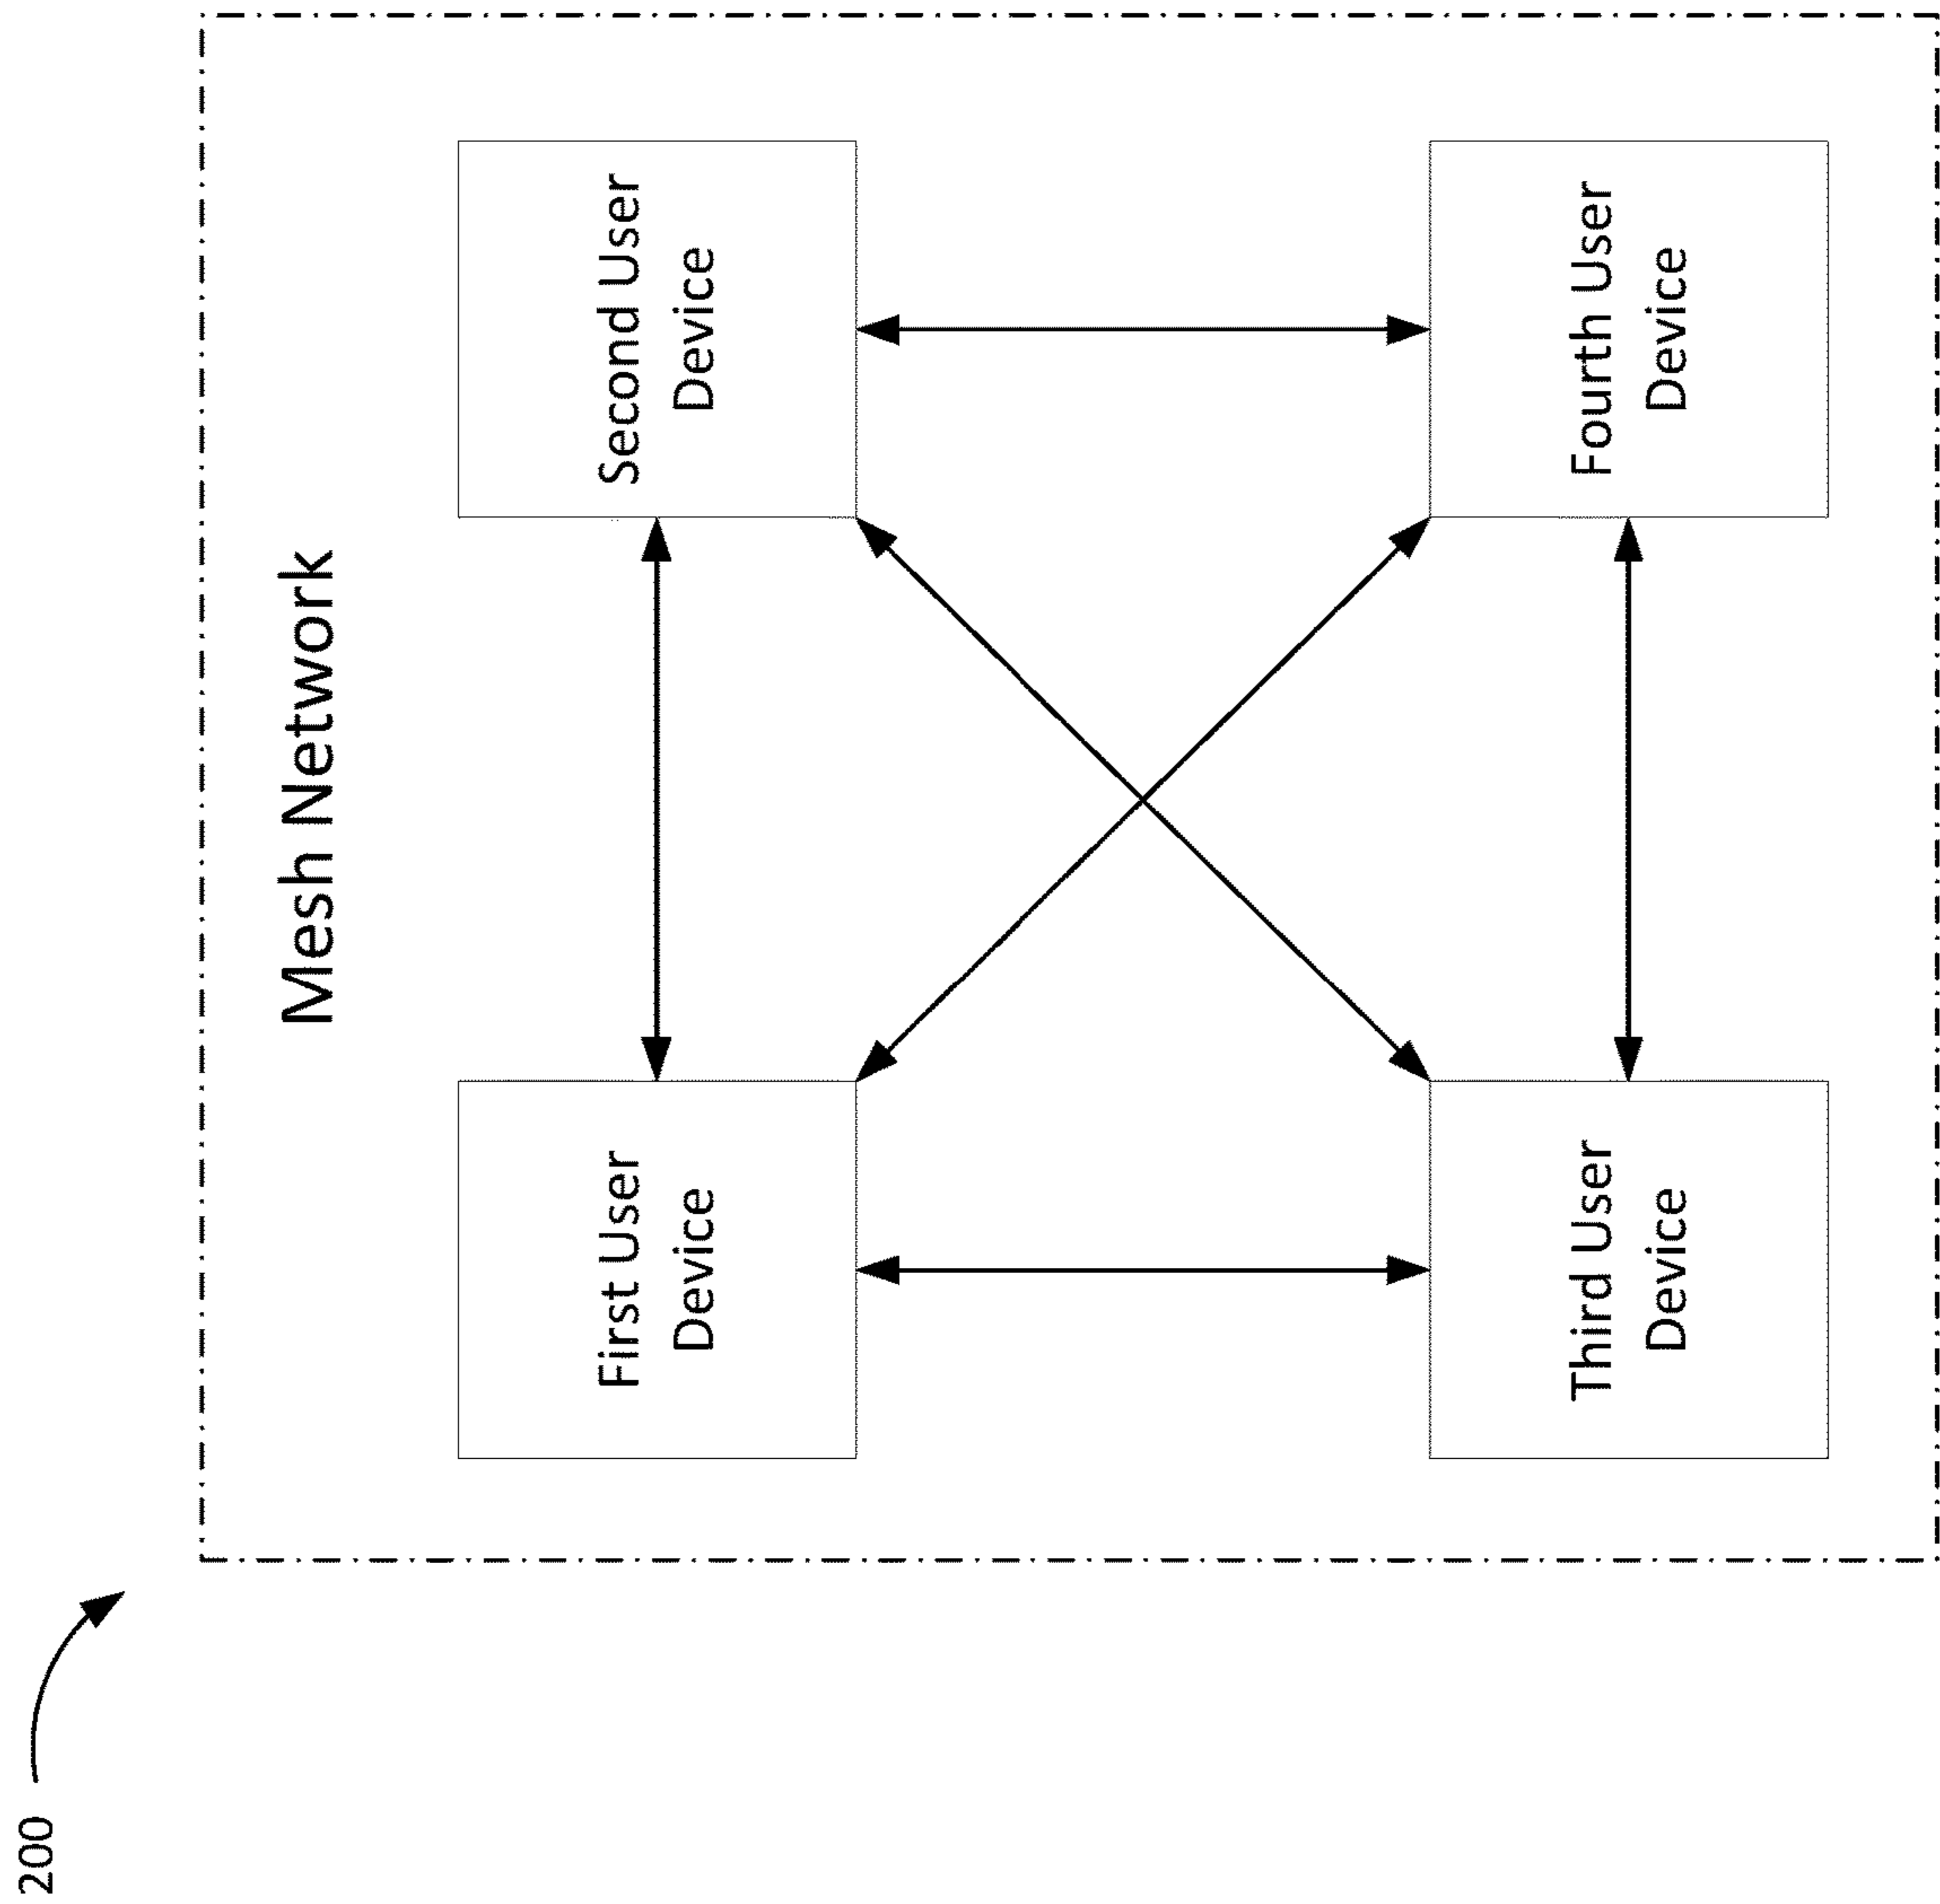 200
Mesh Network
First User
Device
Second User
Device
Third User
Device
Fourth User
Device